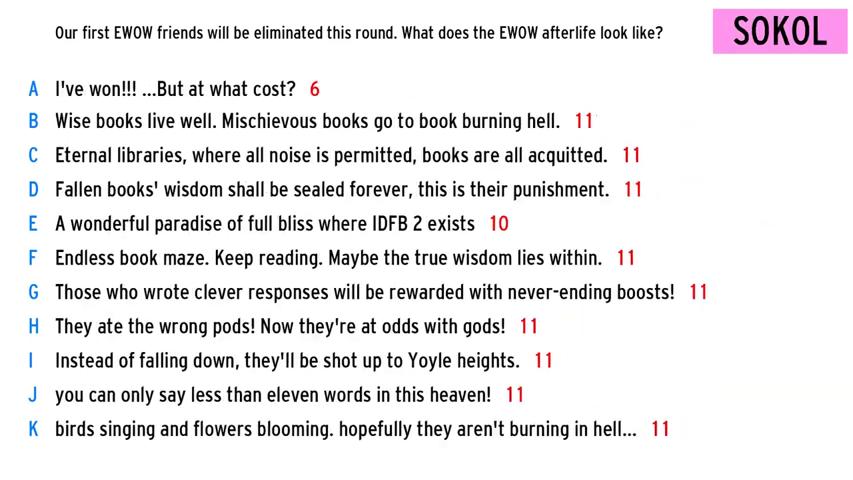 Our first EWOW friends will be eliminated this round. What does the EWOW afterlife look like?
SOKOL
A I've won!!! ...But at what cost? 6
B Wise books live well. Mischievous books go to book burning hell. 11
C Eternal libraries, where all noise is permitted, books are all acquitted. 11
D Fallen books' wisdom shall be sealed forever, this is their punishment. 11
E A wonderful paradise of full bliss where IDFB 2 exists 10
F Endless book maze. Keep reading. Maybe the true wisdom lies within. 11
G Those who wrote clever responses will be rewarded with never-ending boosts! 11
H They ate the wrong pods! Now they're at odds with gods! 11
I Instead of falling down, they'll be shot up to Yoyle heights. 11
J you can only say less than eleven words in this heaven! 11
K birds singing and flowers blooming. hopefully they aren't burning in hell... 11